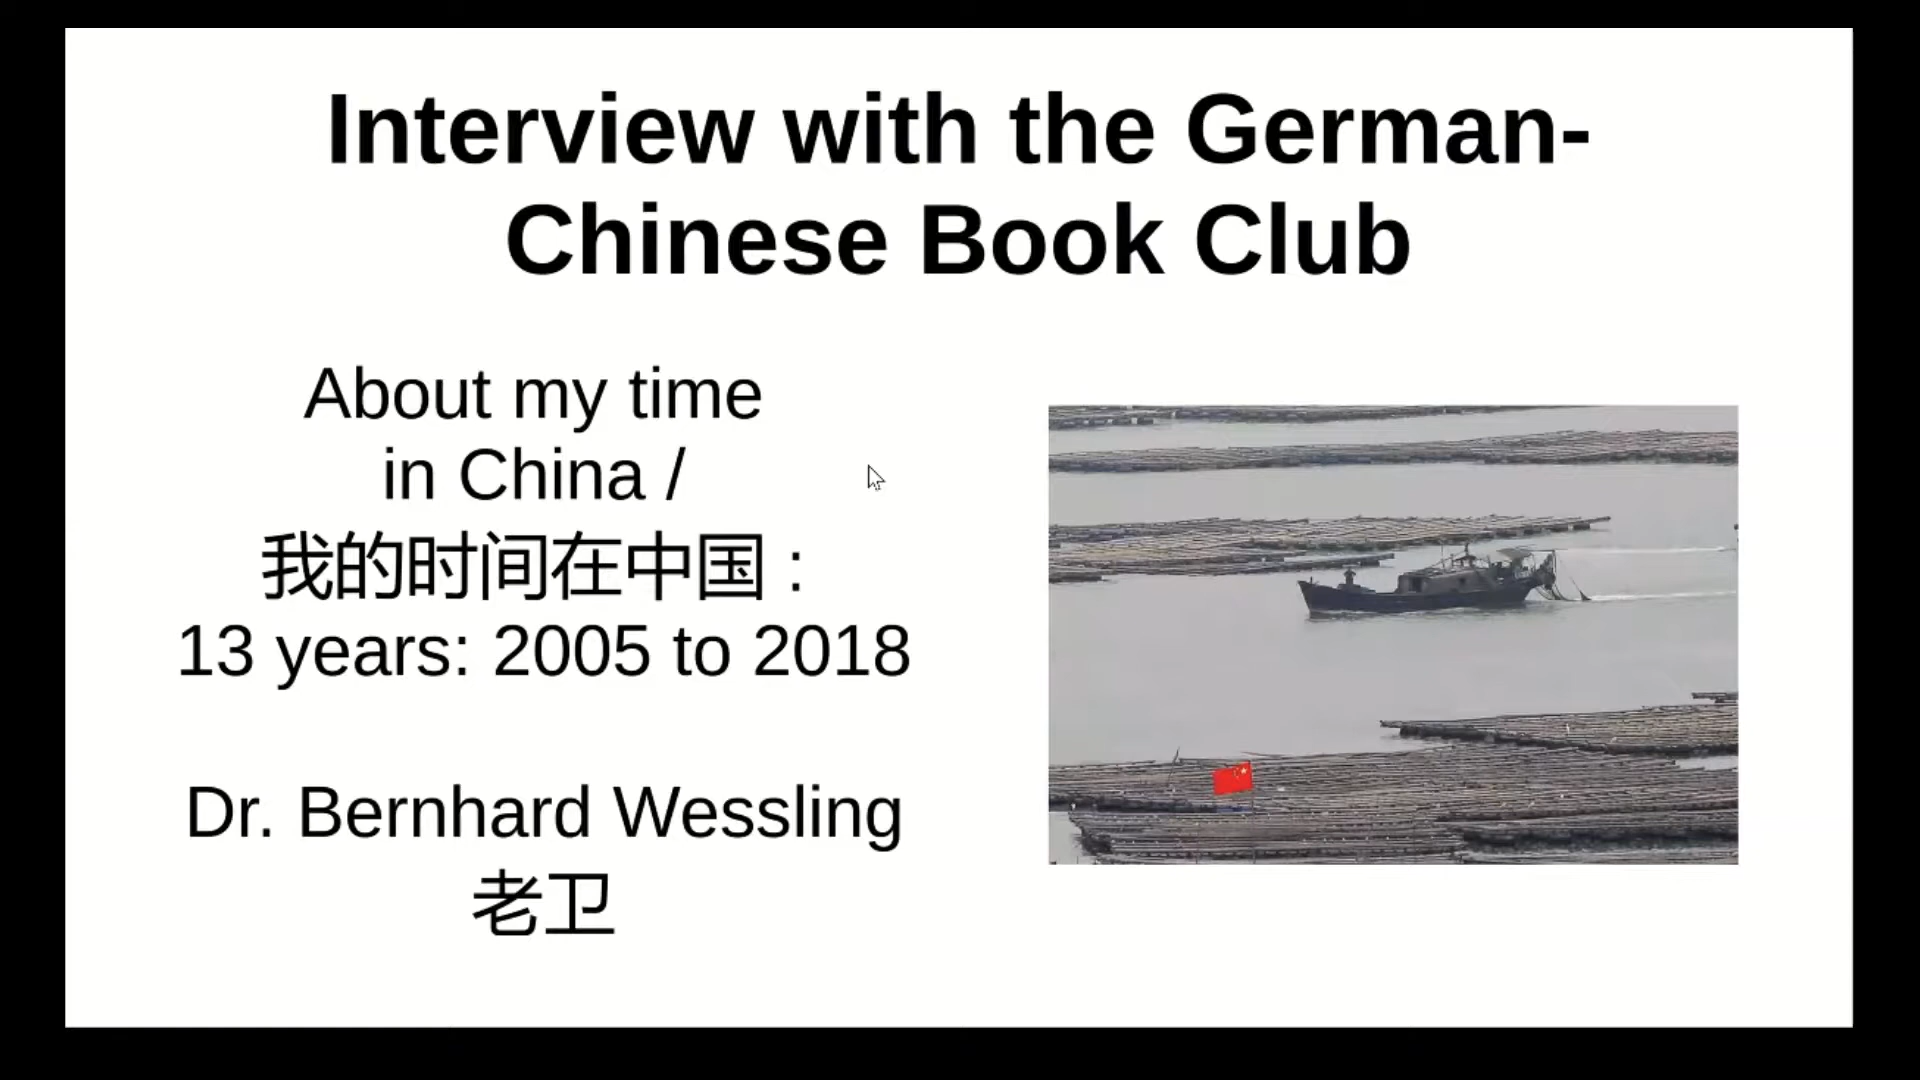 Interview with the German-
Chinese Book Club
About my time
in China /
我的时间在中国：
13 years: 2005 to 2018
Dr. Bernhard Wessling
老卫